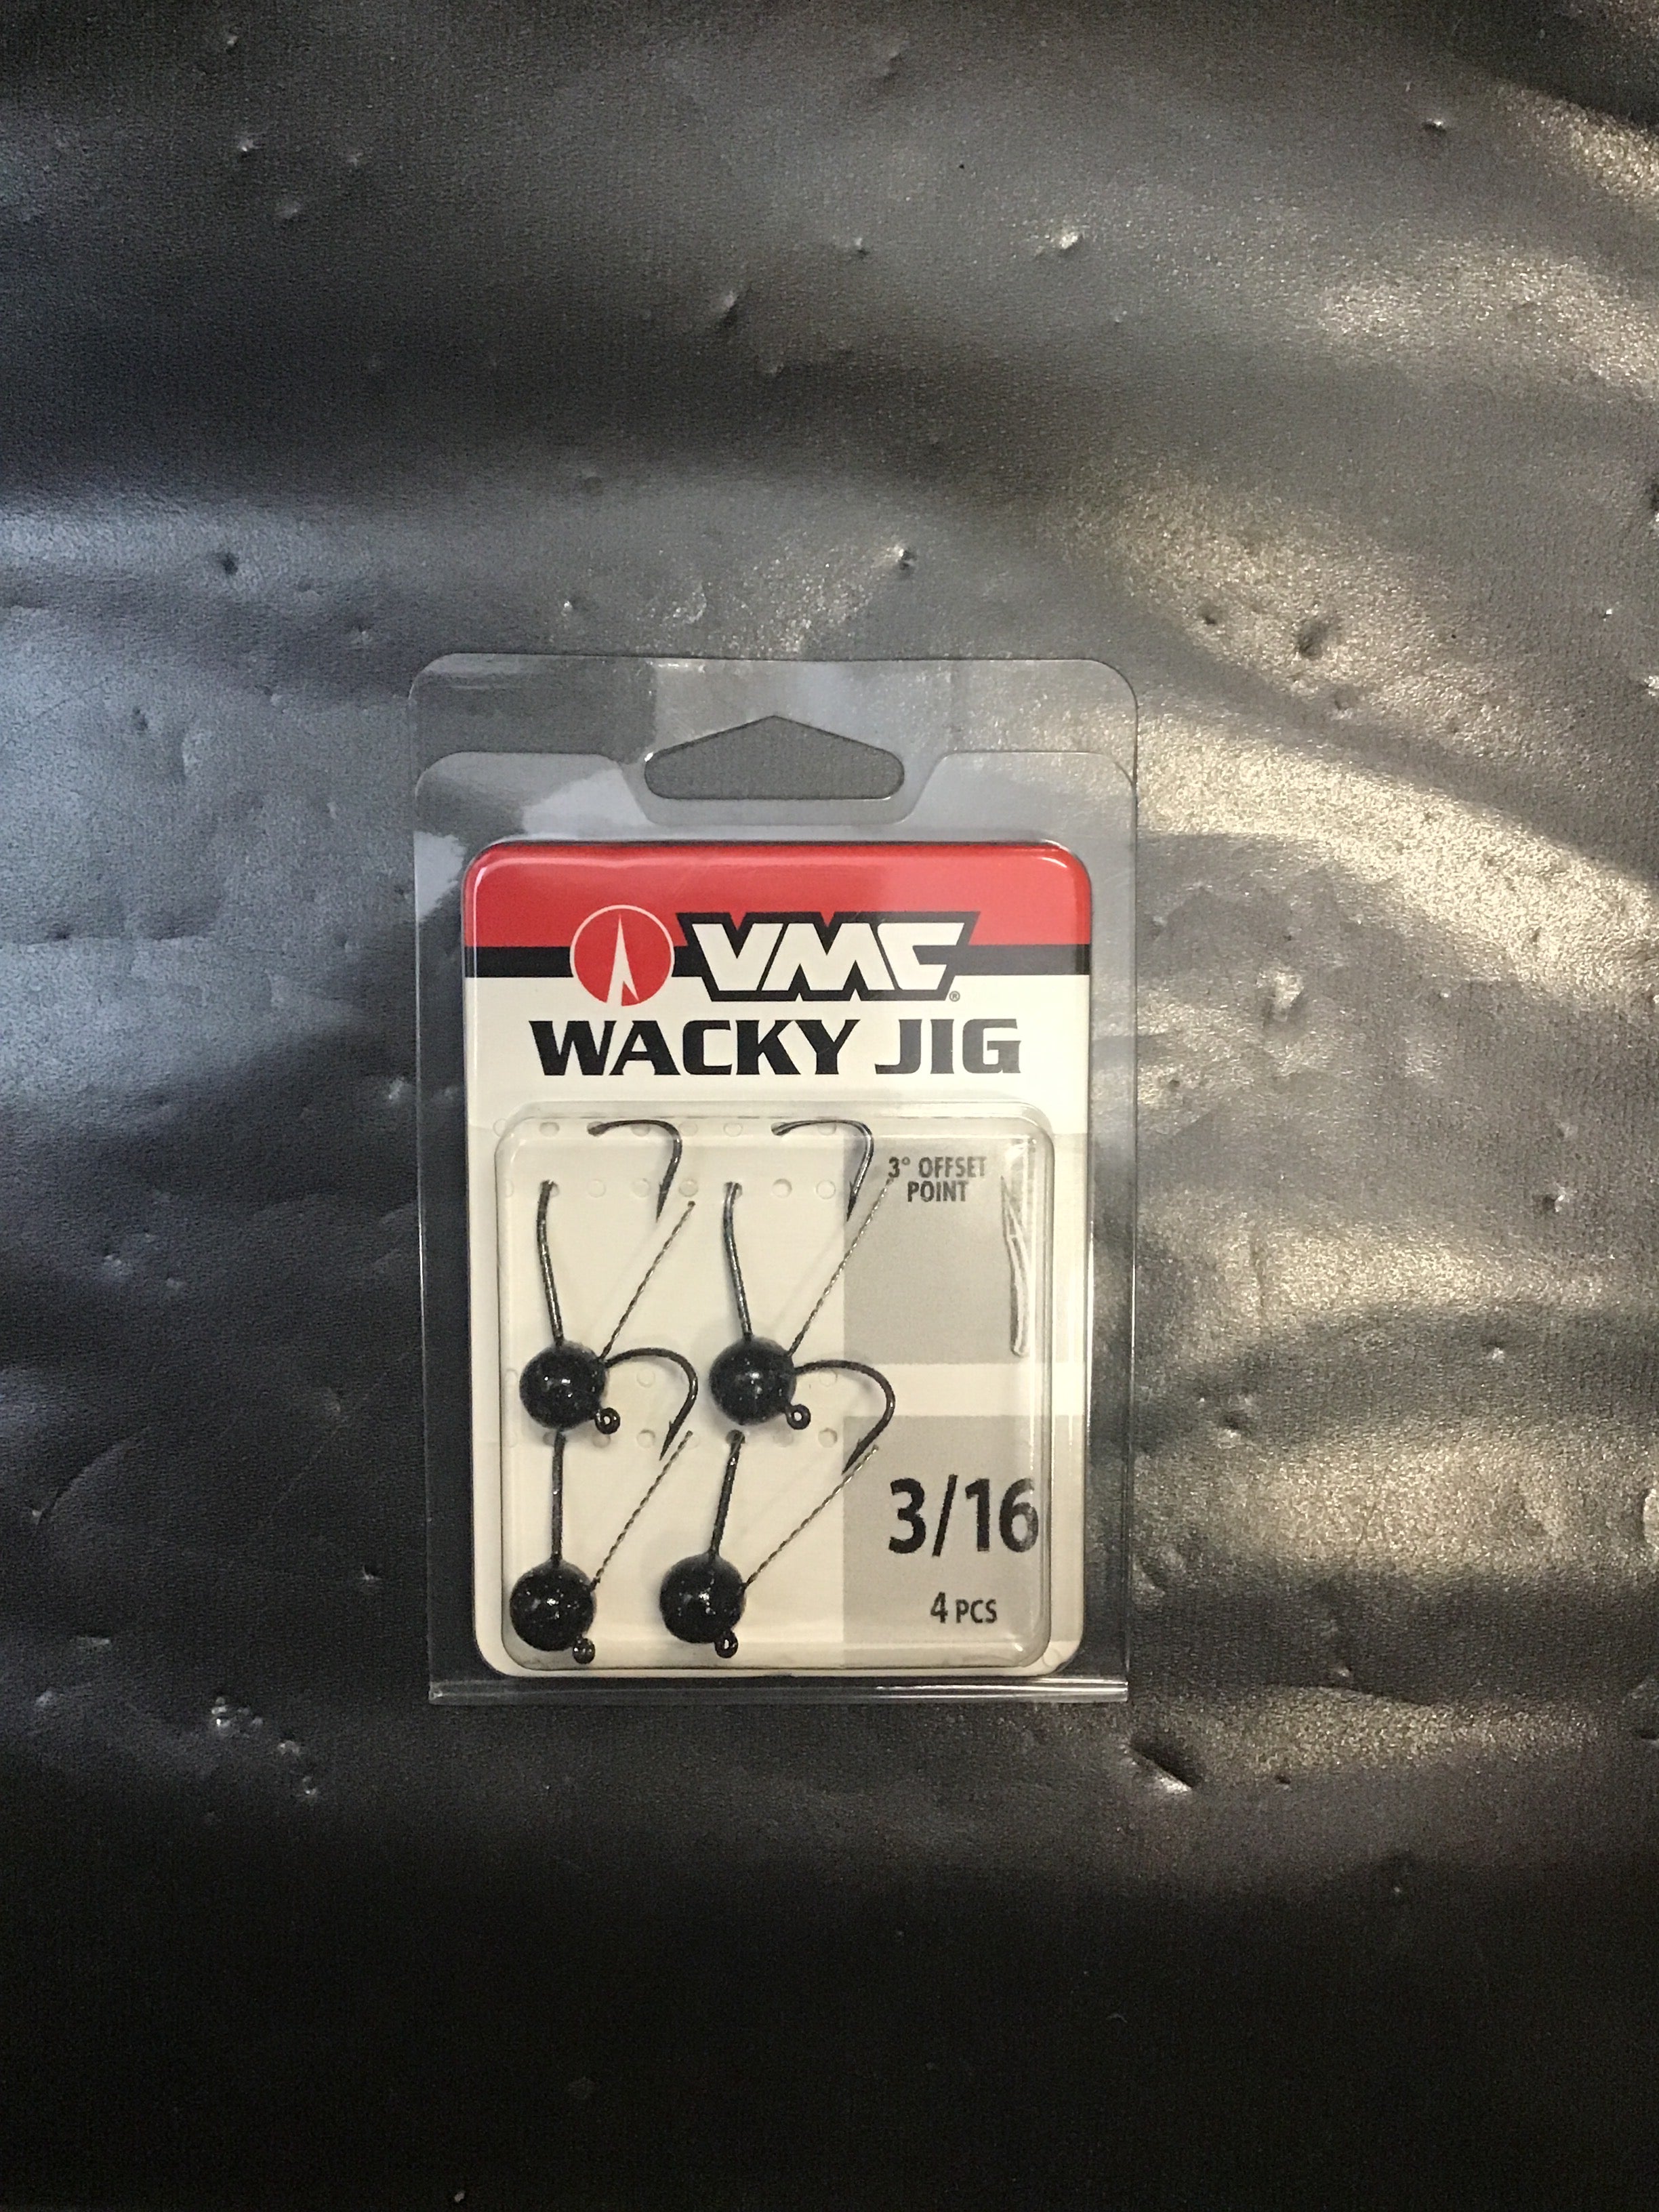 VMC®
WACKY JIG
3° OFFSET
POINT
3/16
4 PCS